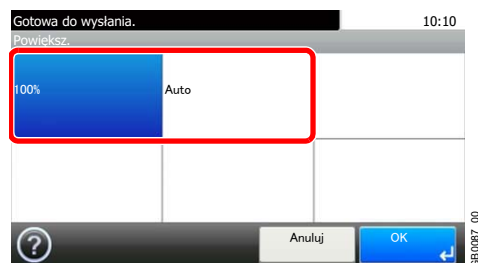 Gotowa do wysłania. 10:10
Powiększ.
100% Auto
? Anuluj OK
GB0087_00